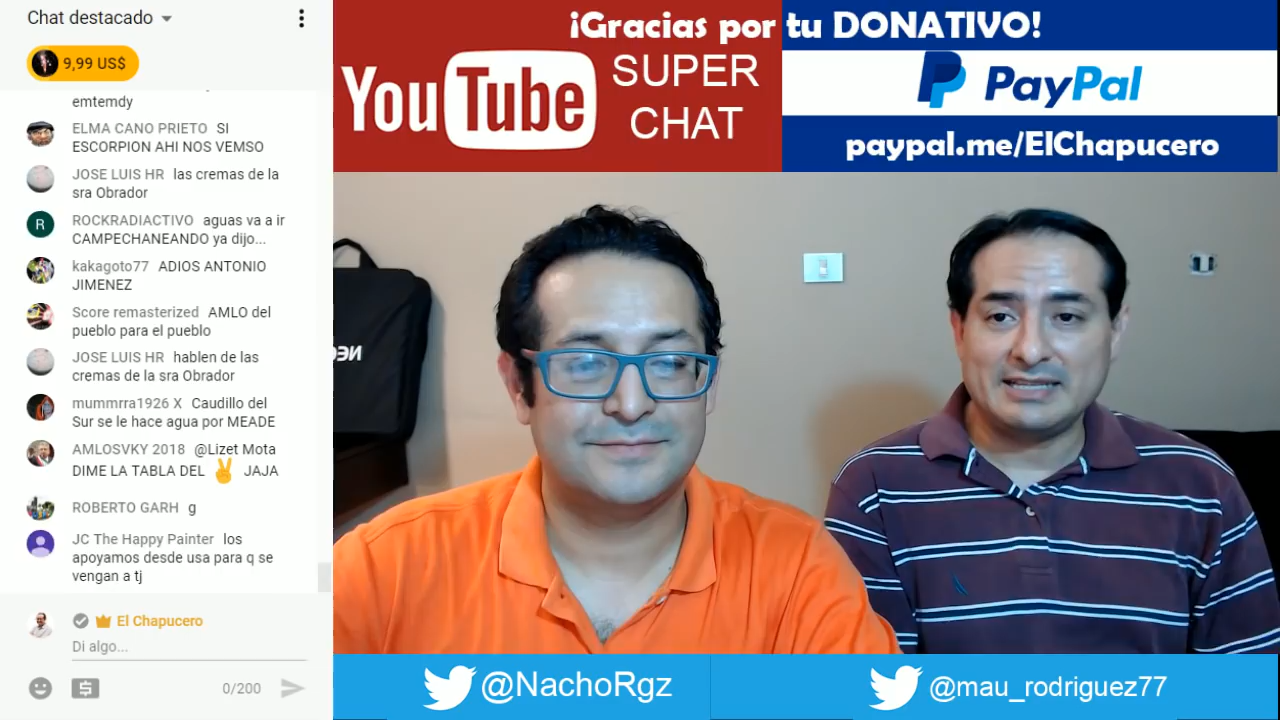 Chat destacado
9,99 US$
emtemdy
ELMA CANO PRIETO SI
ESCORPION AHI NOS VEMSO
JOSE LUIS HR las cremas de la
sra Obrador
R
ROCKRADIACTIVO aguas va a ir
CAMPECHANEANDO ya dijo...
kakagoto77 ADIOS ANTONIO
JIMENEZ
Score remasterized AMLO del
pueblo para el pueblo
JOSE LUIS HR hablen de las
cremas de la sra Obrador
mummrra1926 X Caudillo del
Sur se le hace agua por MEADE
AMLOSVKY 2018 @Lizet Mota
DIME LA TABLA DEL ✌ JAJA
ROBERTO GARH g
JC The Happy Painter los
apoyamos desde usa para q se
vengan a tj
El Chapucero
Di algo...
0/200
¡Gracias por tu DONATIVO!
YouTube
SUPER
CHAT
PayPal
paypal.me/ElChapucero
@NachoRgz
@mau_rodriguez77